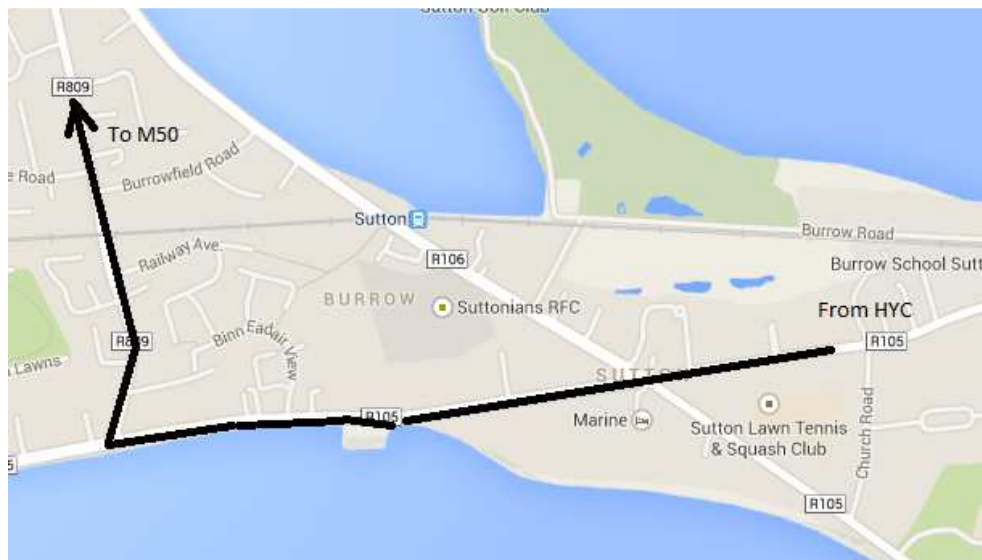 Sutton Golf Club
R809
To M50
Road
Burrowfield Road
Sutton
Burrow Road
Railway Ave.
R106
Burrow School Sutt
BURROW
Suttonians RFC
From HYC
R809
Binn Eadair View
R105
Lawns
SUTTON
R105
Marine
Sutton Lawn Tennis
& Squash Club
Church Road
R105